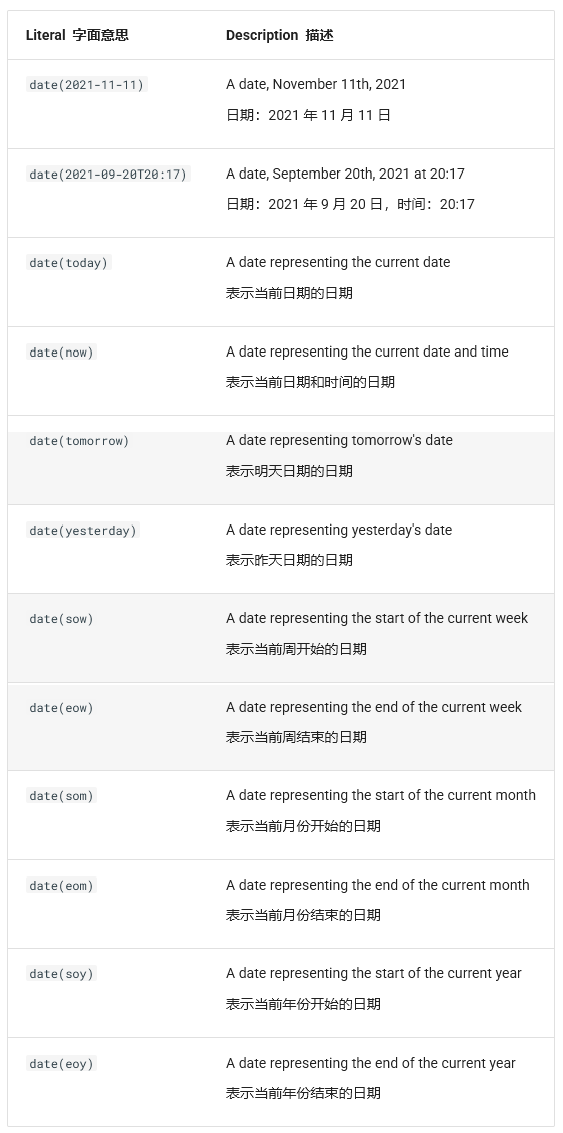 Literal 字面意思 Description 描述
date(2021-11-11) A date, November 11th, 2021
日期：2021 年 11 月 11 日
date(2021-09-20T20:17) A date, September 20th, 2021 at 20:17
日期：2021 年 9 月 20 日，时间：20:17
date(today) A date representing the current date
表示当前日期的日期
date(now) A date representing the current date and time
表示当前日期和时间的日期
date(tomorrow) A date representing tomorrow's date
表示明天日期的日期
date(yesterday) A date representing yesterday's date
表示昨天日期的日期
date(sow) A date representing the start of the current week
表示当前周开始的日期
date(eow) A date representing the end of the current week
表示当前周结束的日期
date(som) A date representing the start of the current month
表示当前月份开始的日期
date(eom) A date representing the end of the current month
表示当前月份结束的日期
date(soy) A date representing the start of the current year
表示当前年份开始的日期
date(eoy) A date representing the end of the current year
表示当前年份结束的日期